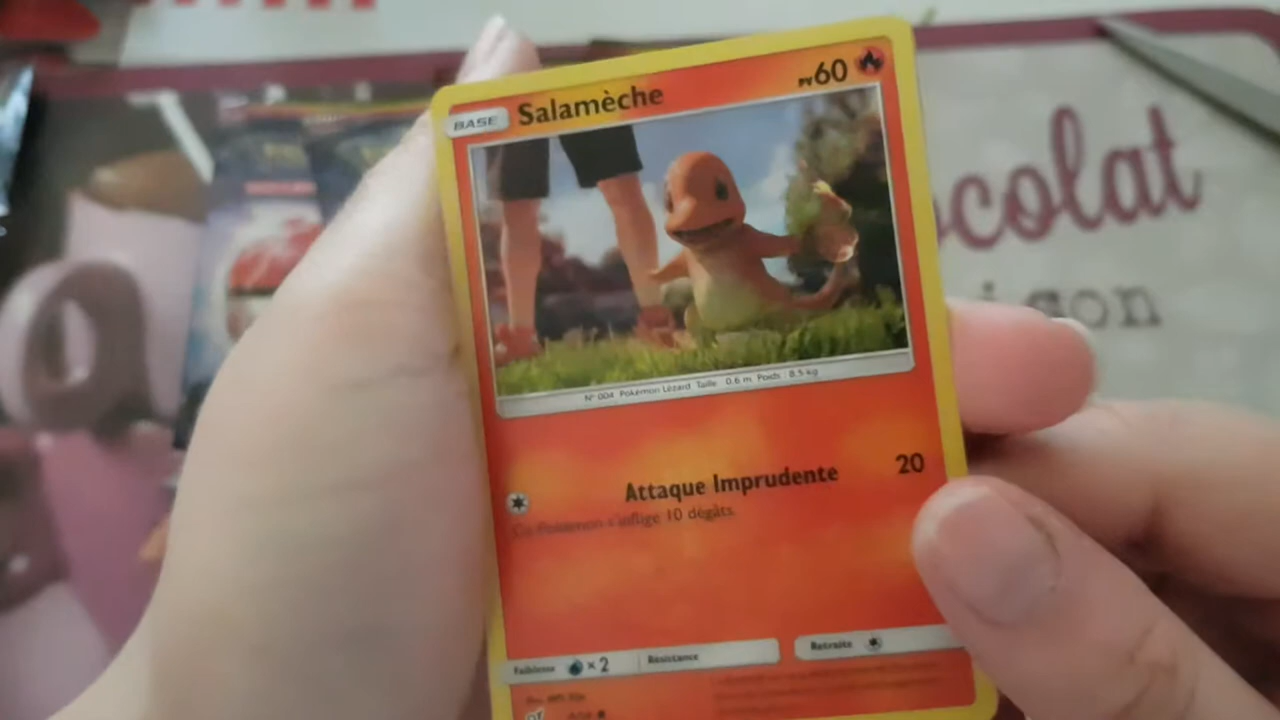 BASE Salamèche PV60
N° 004 Pokémon Lézard Taille : 0.6 m Poids : 8.5 kg
Attaque Imprudente 20
Ce Pokémon s'inflige 10 dégâts.
Faiblesse ×2 Résistance Retraite
colat